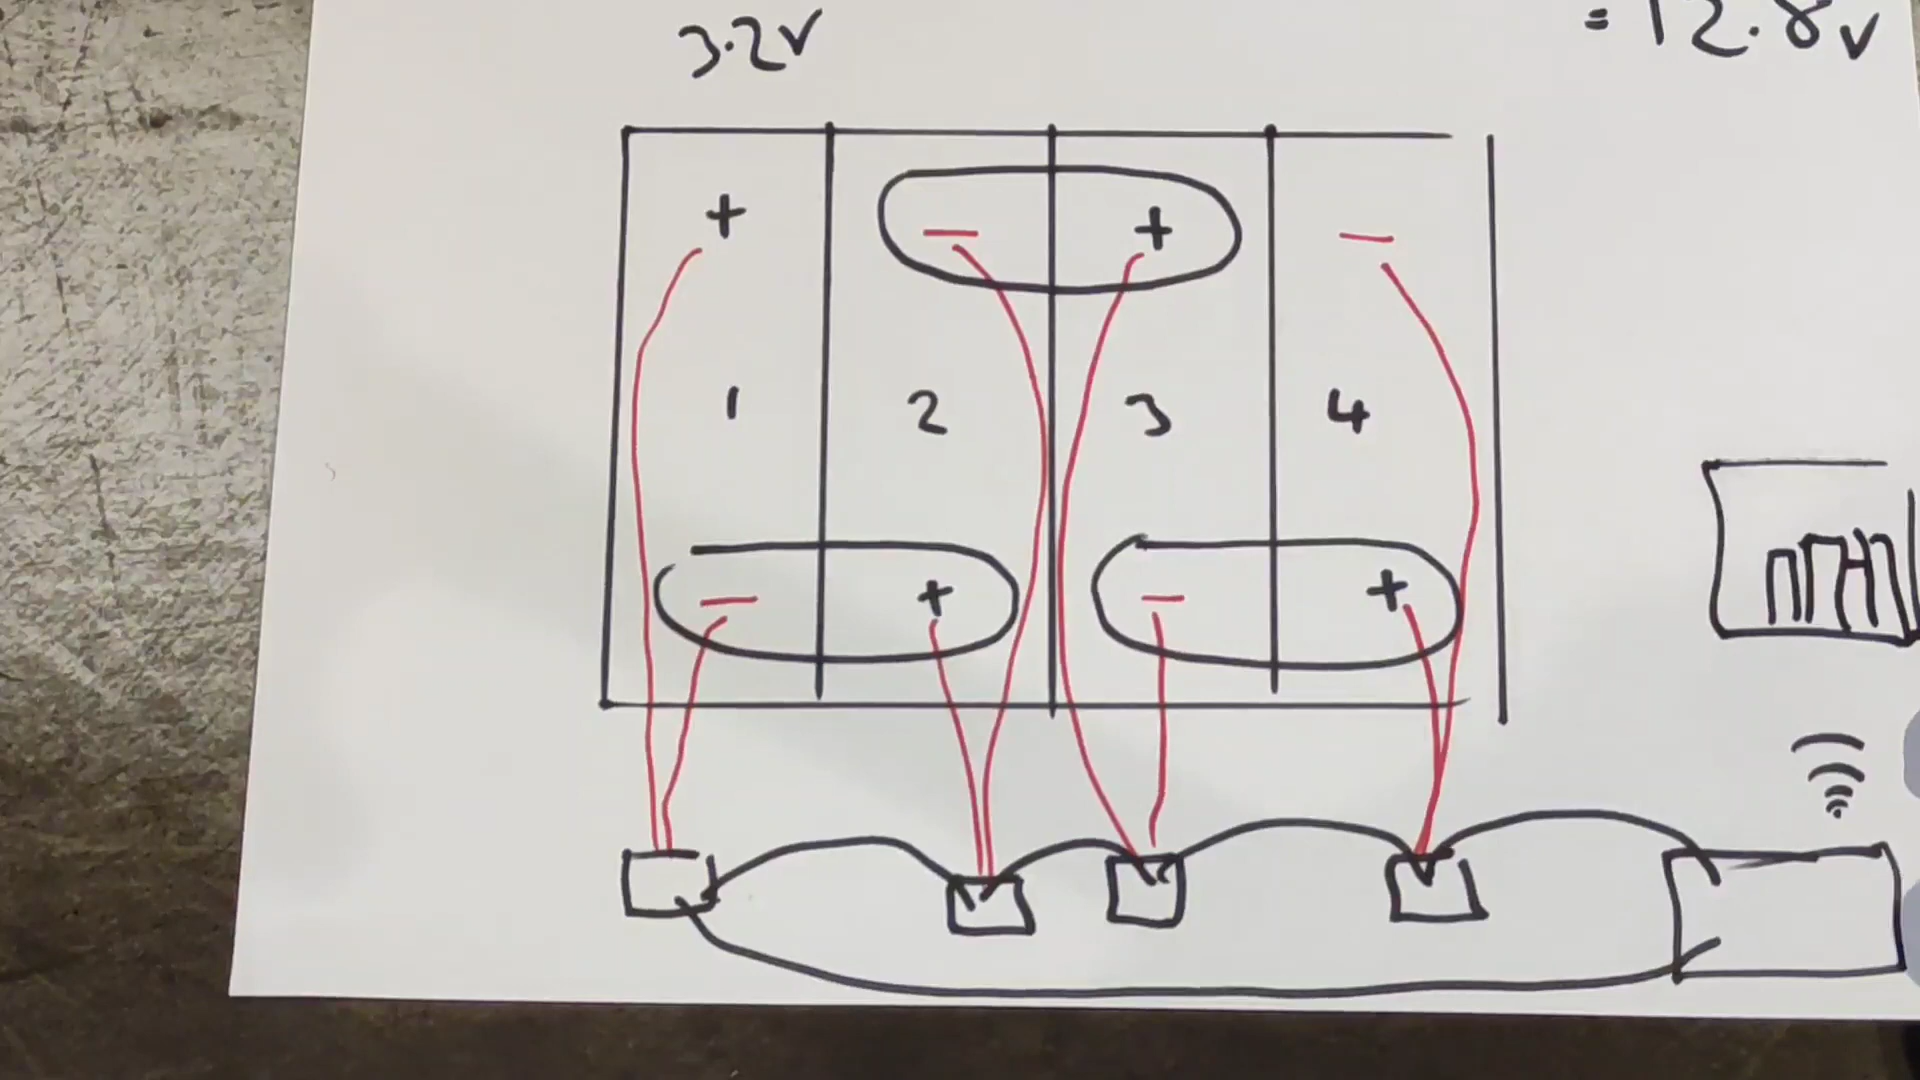 3.2V
= 12.8V
+ — + —
1 2 3 4
— + — +